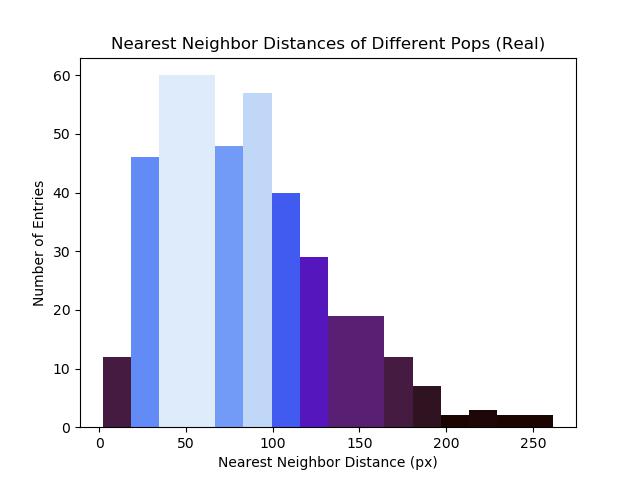 Nearest Neighbor Distances of Different Pops (Real)
60
50
40
30
20
10
0
Number of Entries
0 50 100 150 200 250
Nearest Neighbor Distance (px)